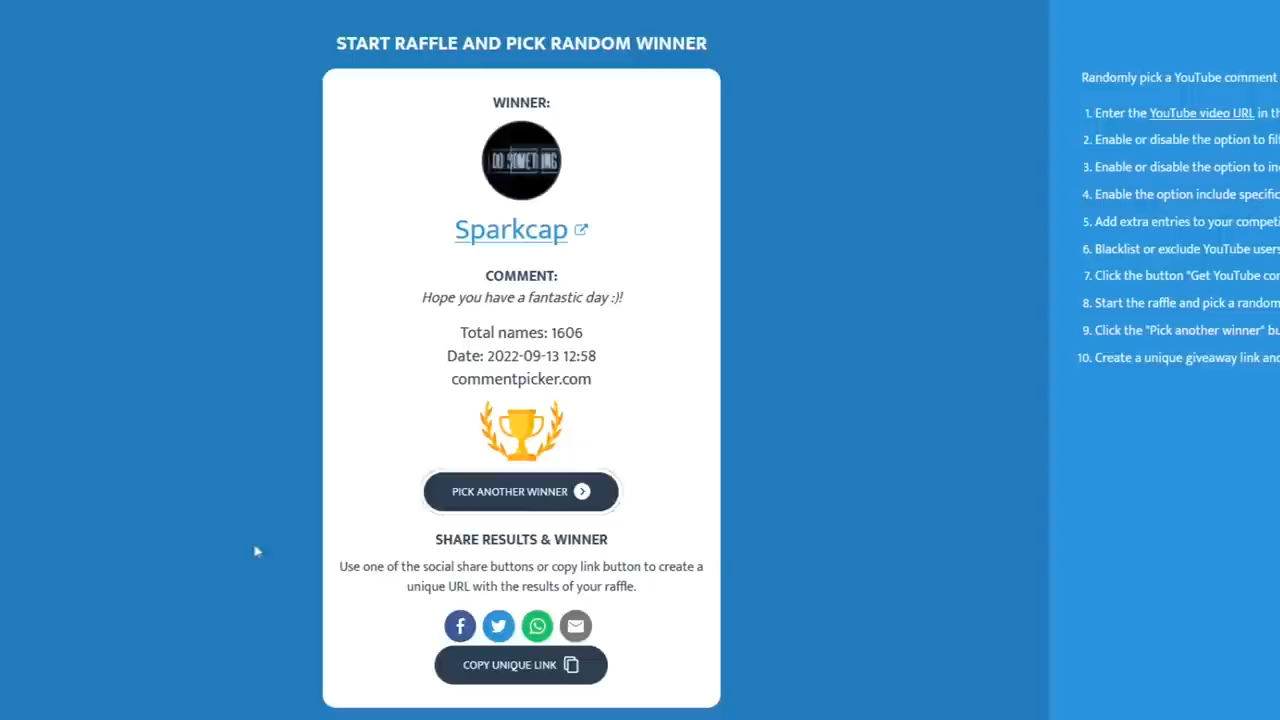 START RAFFLE AND PICK RANDOM WINNER
WINNER:
DO SOMETHING
Sparkcap
COMMENT:
Hope you have a fantastic day :)!
Total names: 1606
Date: 2022-09-13 12:58
commentpicker.com
PICK ANOTHER WINNER
SHARE RESULTS & WINNER
Use one of the social share buttons or copy link button to create a
unique URL with the results of your raffle.
COPY UNIQUE LINK
Randomly pick a YouTube comment
1. Enter the YouTube video URL in th
2. Enable or disable the option to fil
3. Enable or disable the option to in
4. Enable the option include specific
5. Add extra entries to your competi
6. Blacklist or exclude YouTube users
7. Click the button "Get YouTube co
8. Start the raffle and pick a random
9. Click the "Pick another winner" bu
10. Create a unique giveaway link an